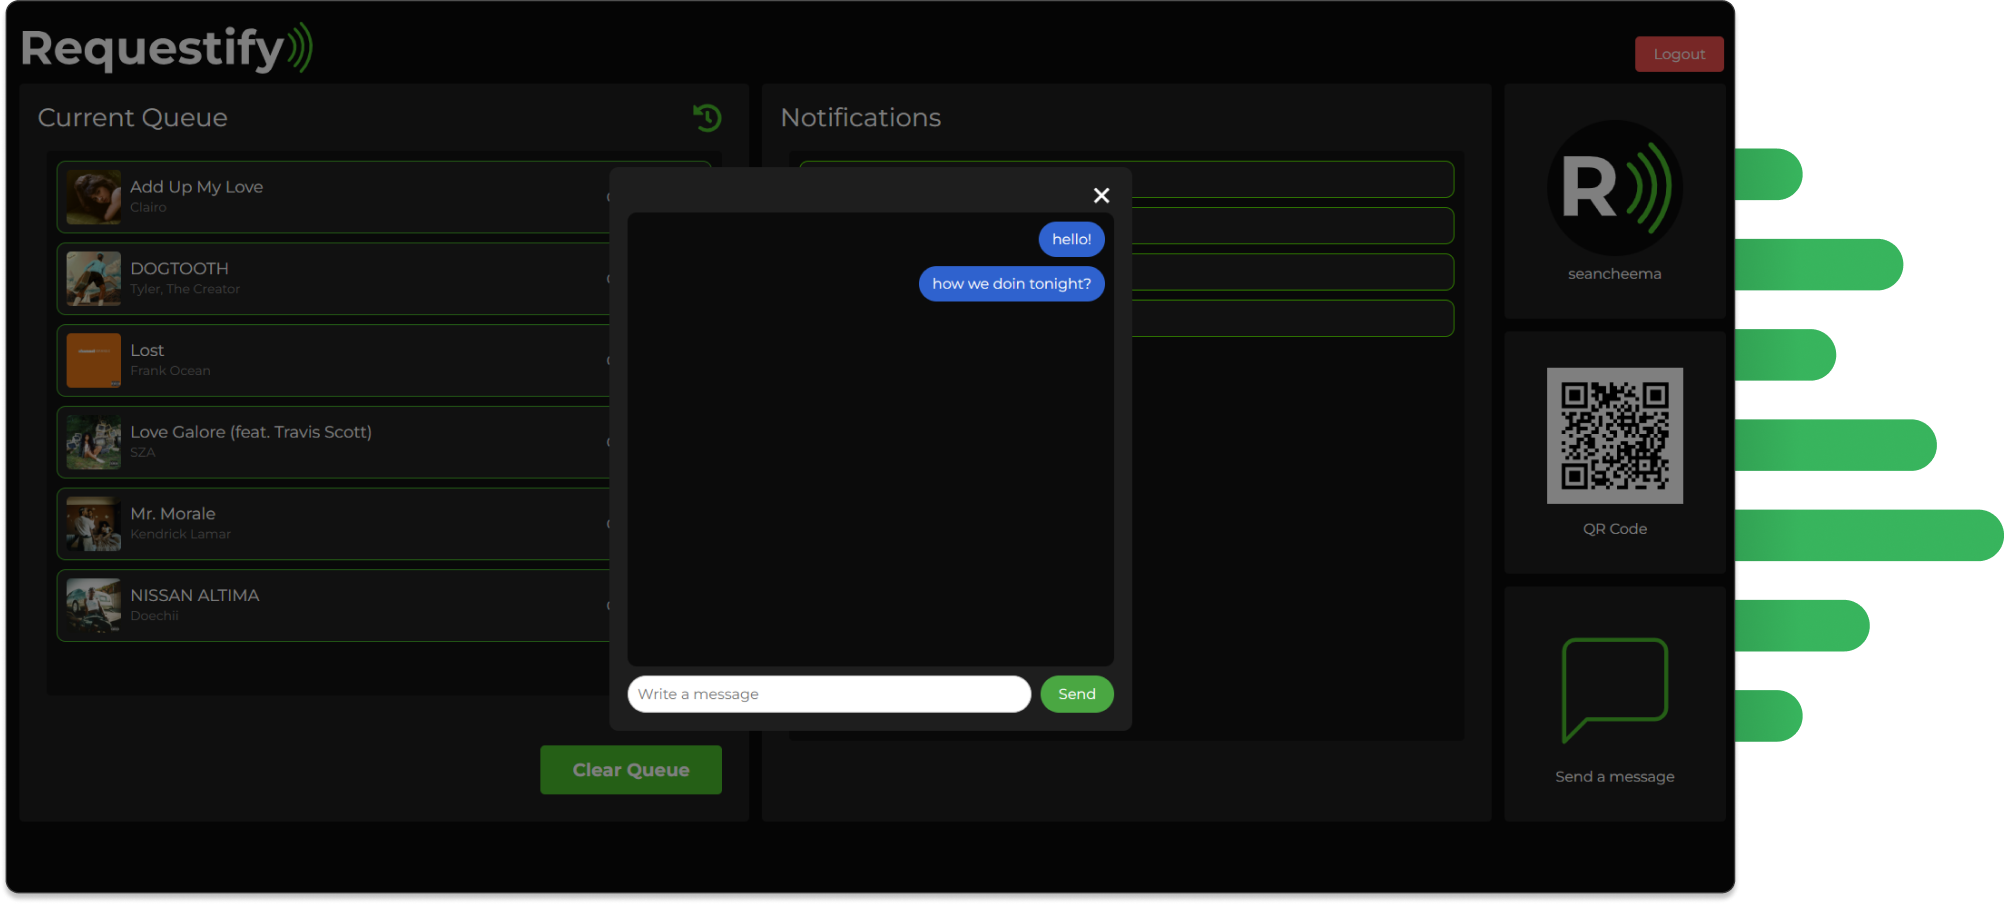 Requestify
Logout
Current Queue
Add Up My Love
Clairo
DOGTOOTH
Tyler, The Creator
Lost
Frank Ocean
Love Galore (feat. Travis Scott)
SZA
Mr. Morale
Kendrick Lamar
NISSAN ALTIMA
Doechii
Clear Queue
Notifications
hello!
how we doin tonight?
Write a message
Send
R
seancheema
QR Code
Send a message